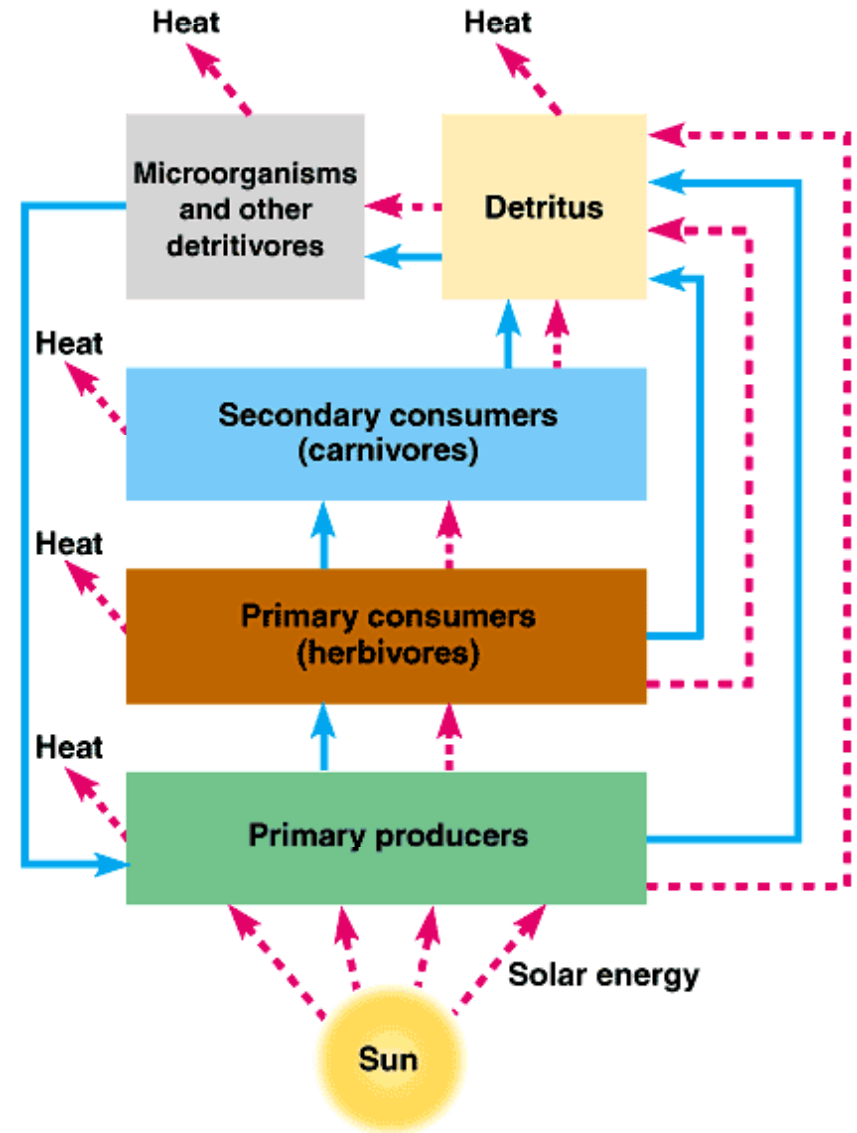 Heat
Heat
Microorganisms
and other
detritivores
Detritus
Heat
Secondary consumers
(carnivores)
Heat
Primary consumers
(herbivores)
Heat
Primary producers
Solar energy
Sun